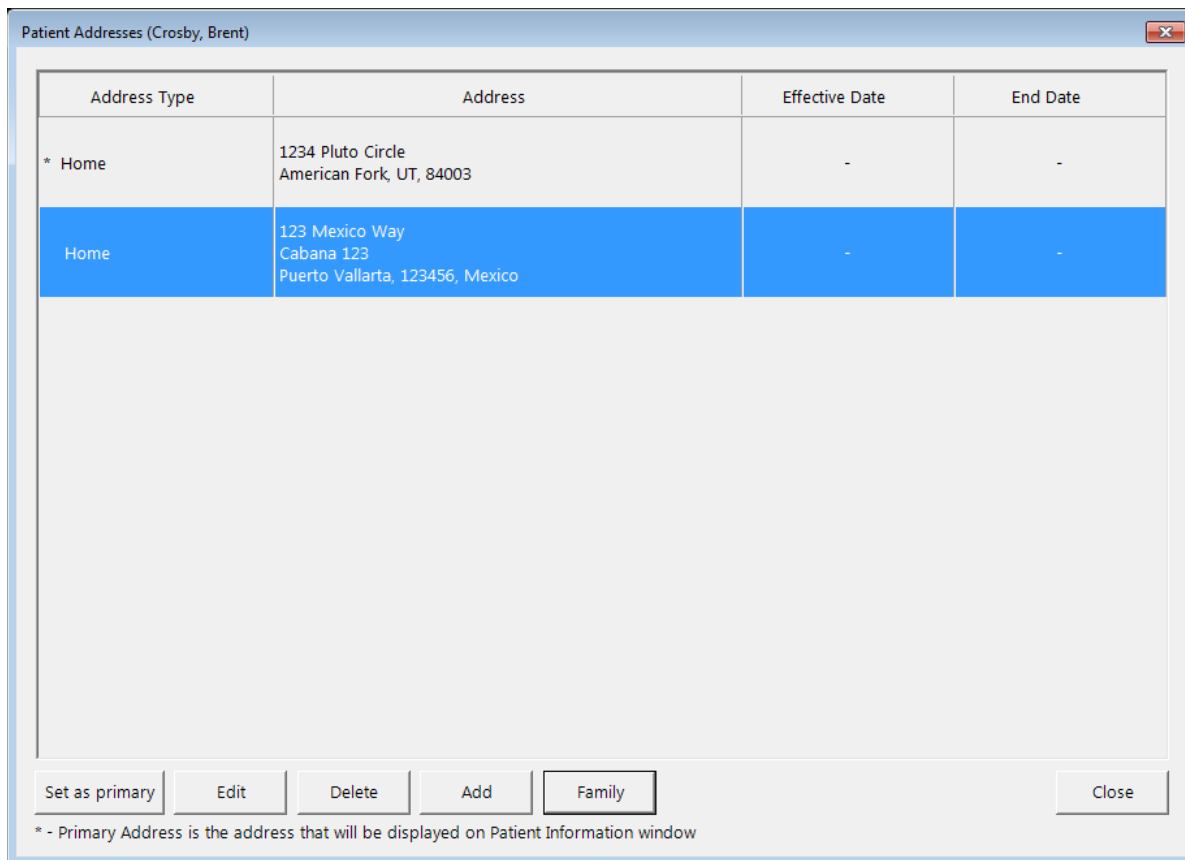 Patient Addresses (Crosby, Brent)
Address Type Address Effective Date End Date
* Home
1234 Pluto Circle
American Fork, UT, 84003
- -
Home
123 Mexico Way
Cabana 123
Puerto Vallarta, 123456, Mexico
- -
Set as primary Edit Delete Add Family Close
* - Primary Address is the address that will be displayed on Patient Information window